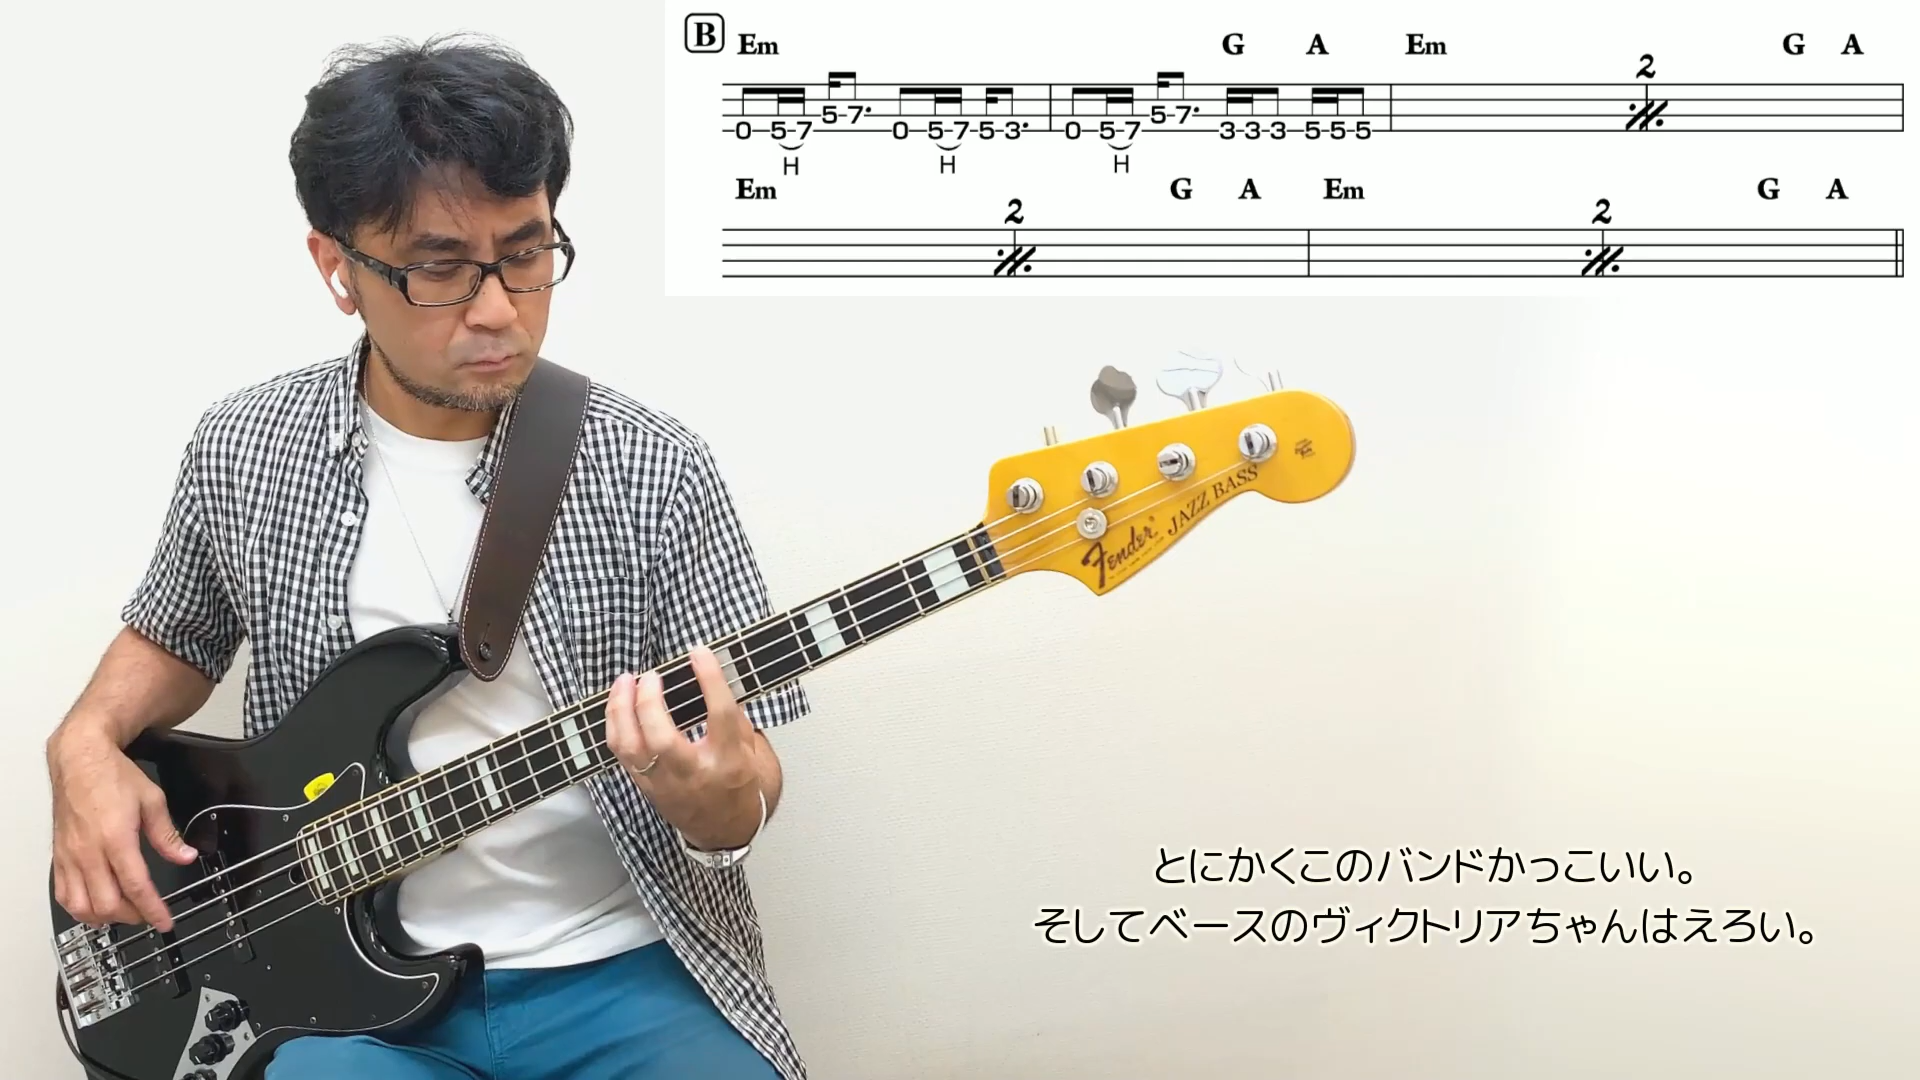 B Em G A Em 2 G A
0 5-7 5-7 0 5-7-5-3 0 5-7 5-7 3-3-3 5-5-5
H H H
Em 2 G A Em 2 G A
Fender JAZZ BASS
とにかくこのバンドかっこいい。
そしてベースのヴィクトリアちゃんはえろい。